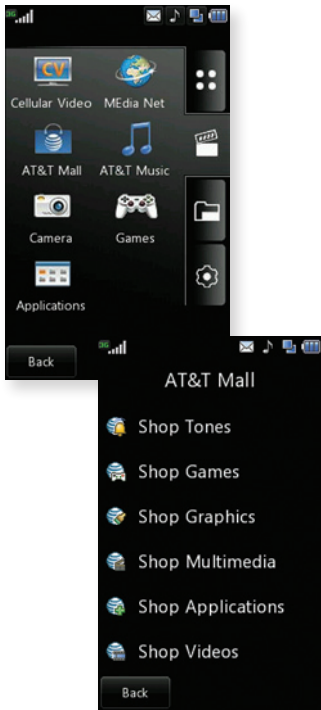 3G
CV
Cellular Video MEdia Net
AT&T Mall AT&T Music
Camera Games
Applications
Back
3G
AT&T Mall
Shop Tones
Shop Games
Shop Graphics
Shop Multimedia
Shop Applications
Shop Videos
Back